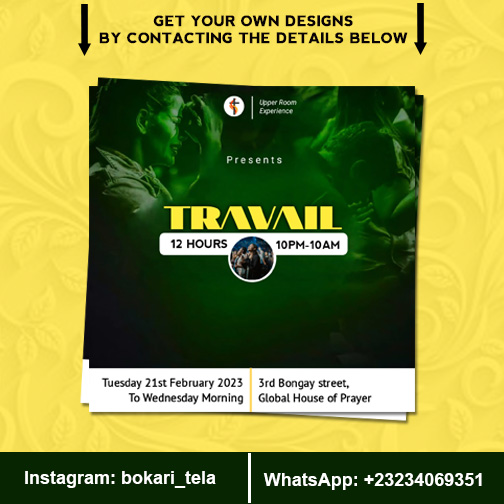 GET YOUR OWN DESIGNS
BY CONTACTING THE DETAILS BELOW
Upper Room
Experience
Presents
TRAVAIL
12 HOURS
10PM-10AM
Tuesday 21st February 2023
To Wednesday Morning
3rd Bongay street,
Global House of Prayer
Instagram: bokari_tela
WhatsApp: +23234069351